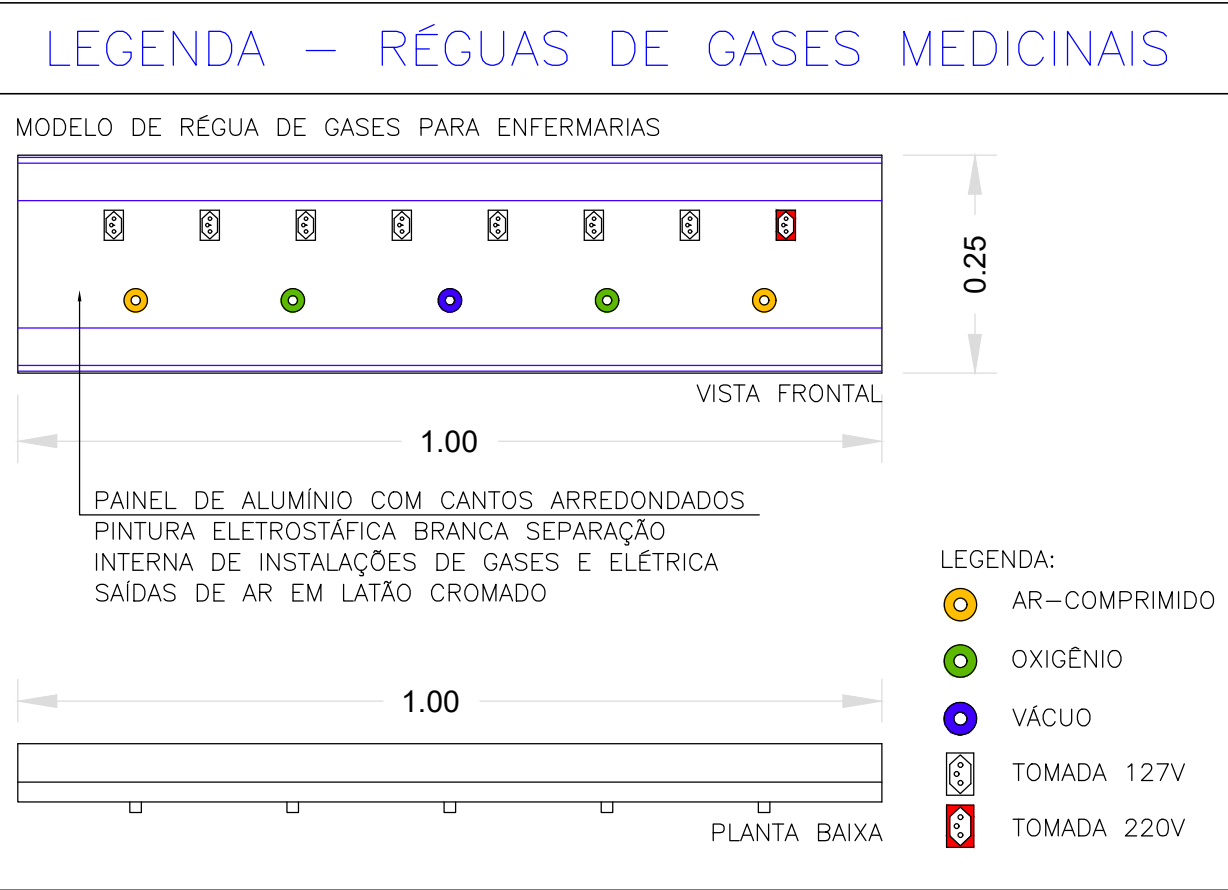 LEGENDA – RÉGUAS DE GASES MEDICINAIS
MODELO DE RÉGUA DE GASES PARA ENFERMARIAS
0.25
VISTA FRONTAL
1.00
PAINEL DE ALUMÍNIO COM CANTOS ARREDONDADOS
PINTURA ELETROSTÁFICA BRANCA SEPARAÇÃO
INTERNA DE INSTALAÇÕES DE GASES E ELÉTRICA
SAÍDAS DE AR EM LATÃO CROMADO
LEGENDA:
AR–COMPRIMIDO
OXIGÊNIO
VÁCUO
TOMADA 127V
TOMADA 220V
1.00
PLANTA BAIXA